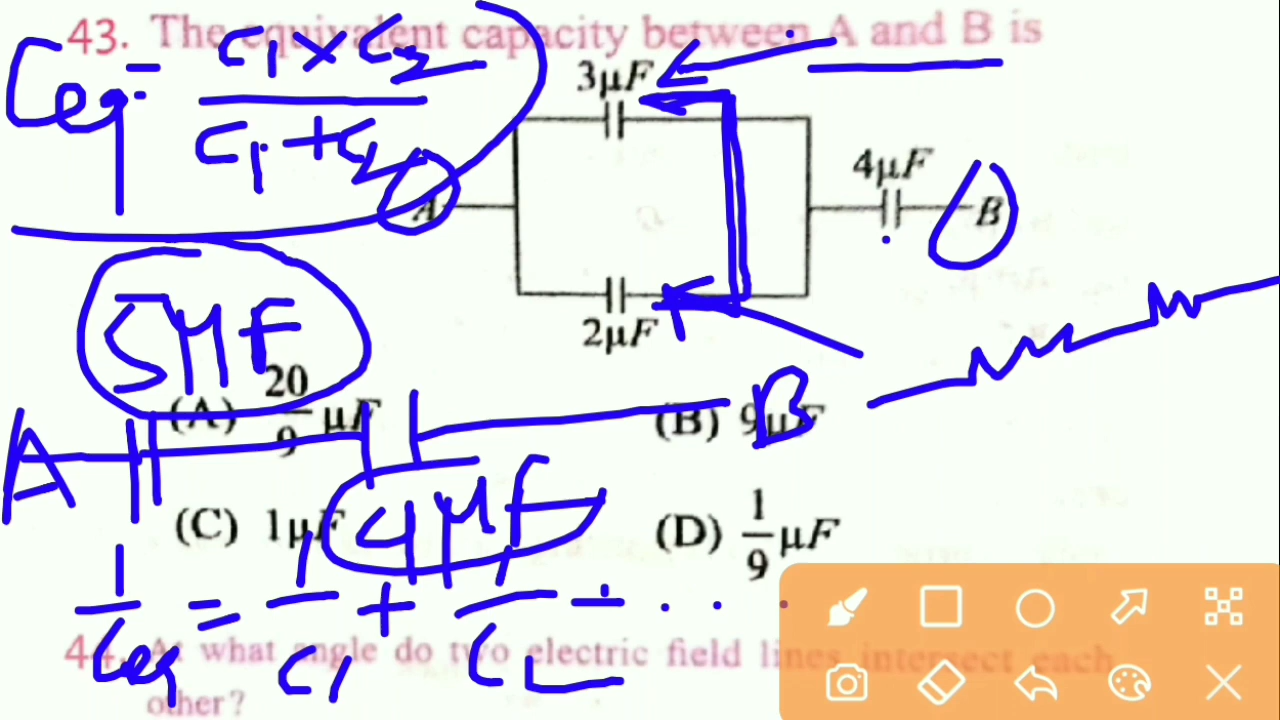 43. The equivalent capacity between A and B is
Ceq = C1 × C2
C1 + C2
3μF
4μF
A
B
2μF
5μF
(A) 20/9 μF
(B) 9μF
A
B
(C) 1μF
4μF
(D) 1/9 μF
1/Ceq = 1/C1 + 1/C2 + . . .
44. At what angle do two electric field lines intersect each
other?